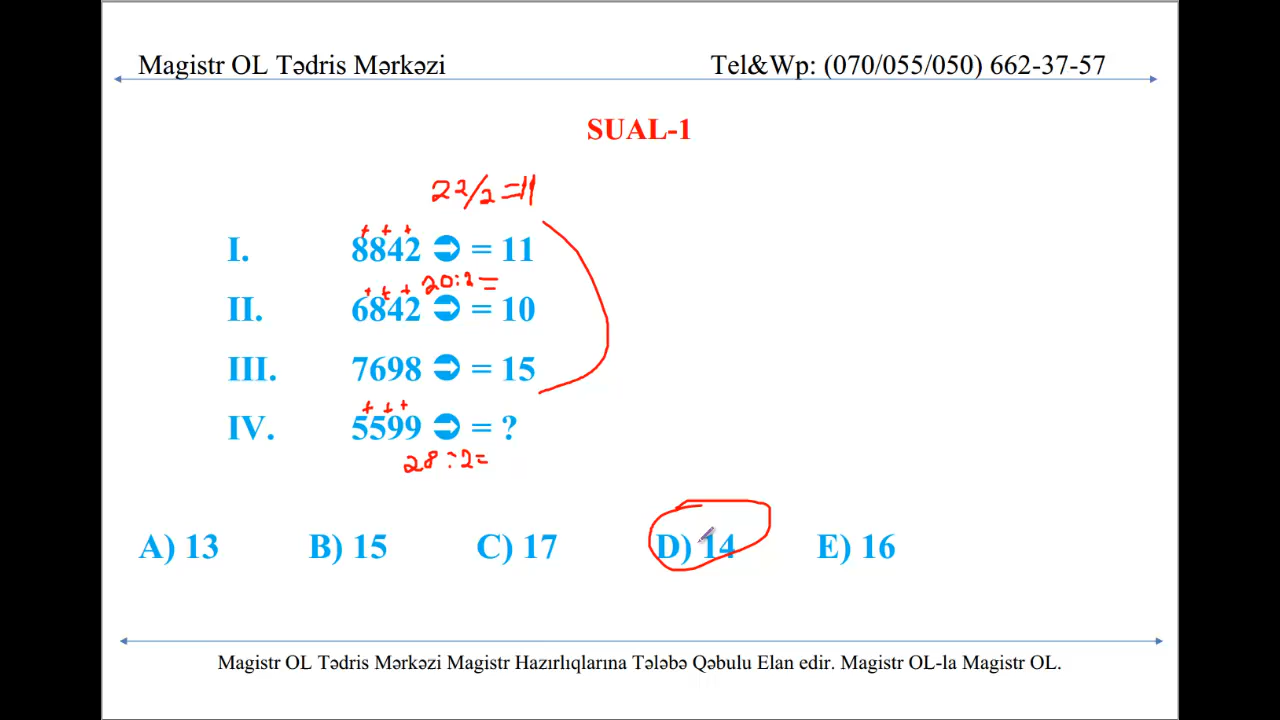 Magistr OL Tədris Mərkəzi Tel&Wp: (070/055/050) 662-37-57
SUAL-1
22/2=11
+ + +
I. 8842 ➲ = 11
+ + + 20:2=
II. 6842 ➲ = 10
III. 7698 ➲ = 15
+ + +
IV. 5599 ➲ = ?
28÷2=
A) 13 B) 15 C) 17 D) 14 E) 16
Magistr OL Tədris Mərkəzi Magistr Hazırlıqlarına Tələbə Qəbulu Elan edir. Magistr OL-la Magistr OL.